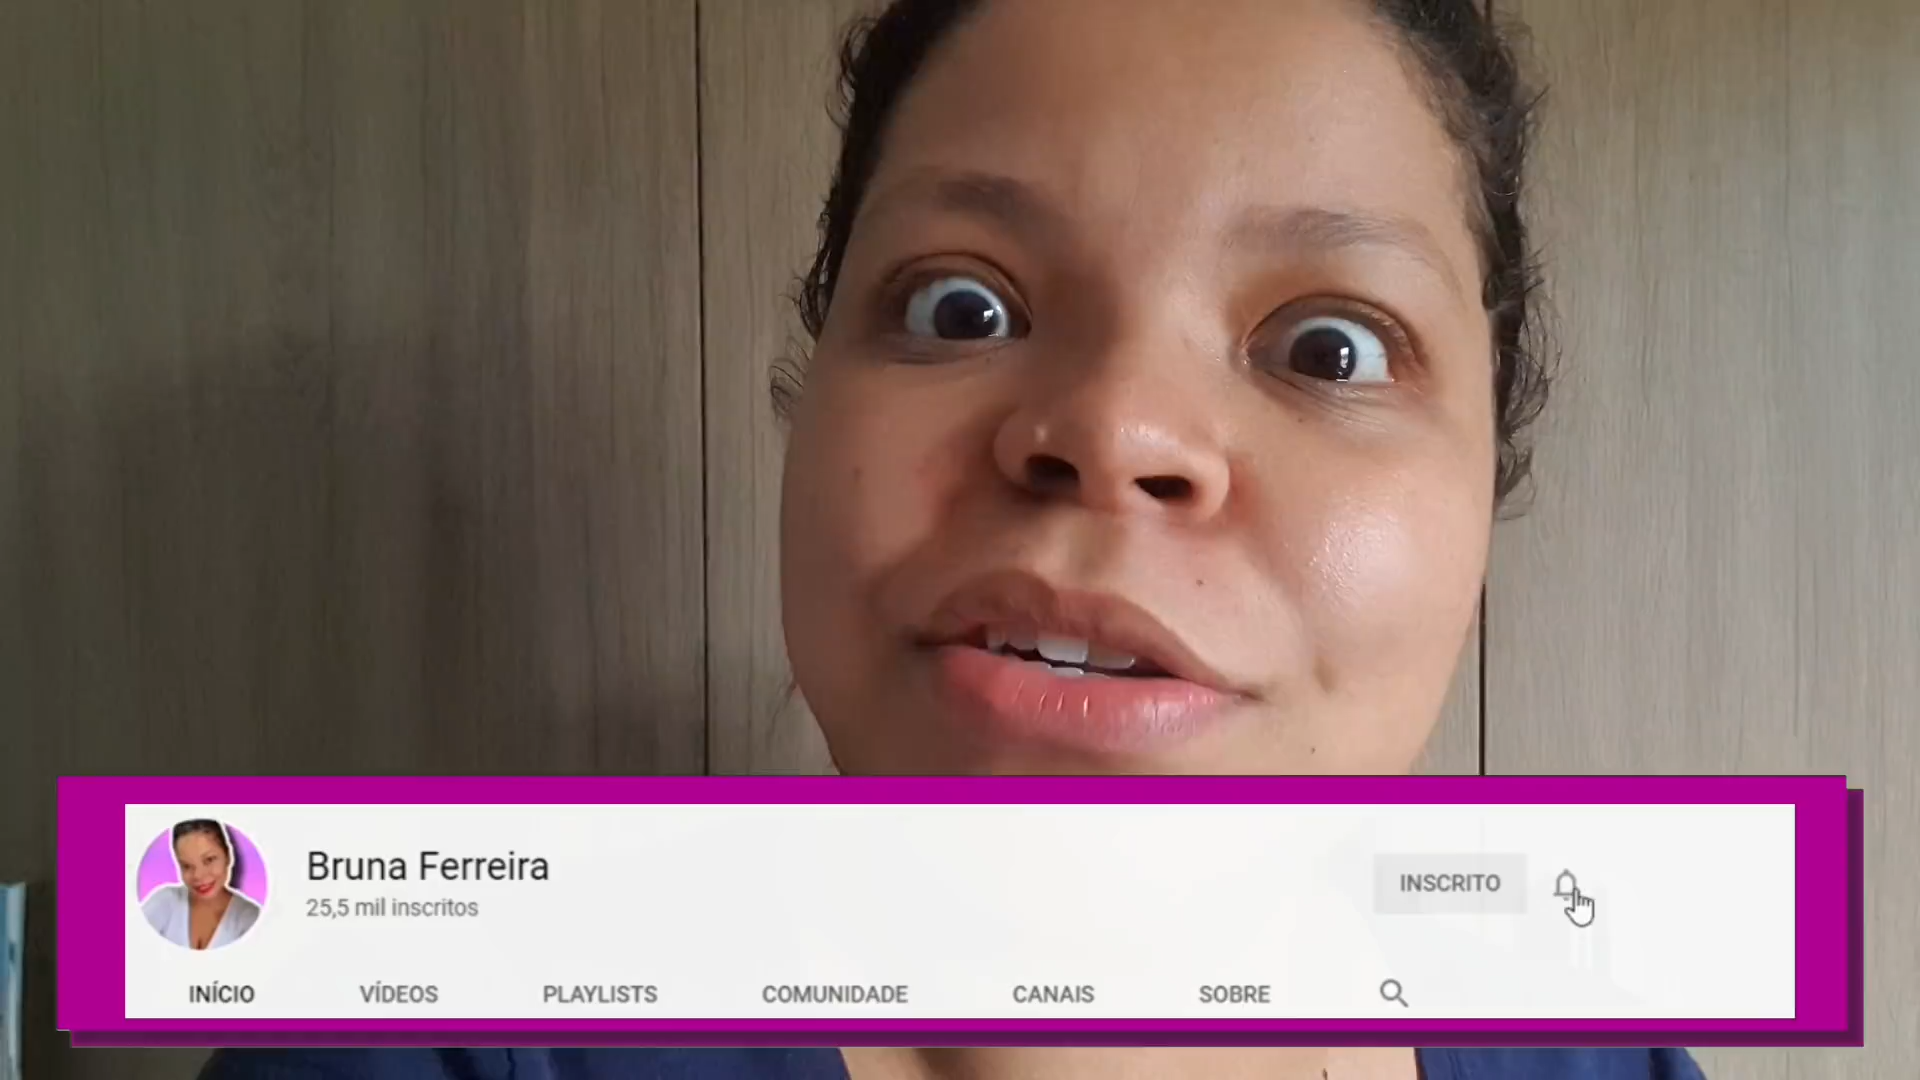 Bruna Ferreira
25,5 mil inscritos
INSCRITO
INÍCIO VÍDEOS PLAYLISTS COMUNIDADE CANAIS SOBRE